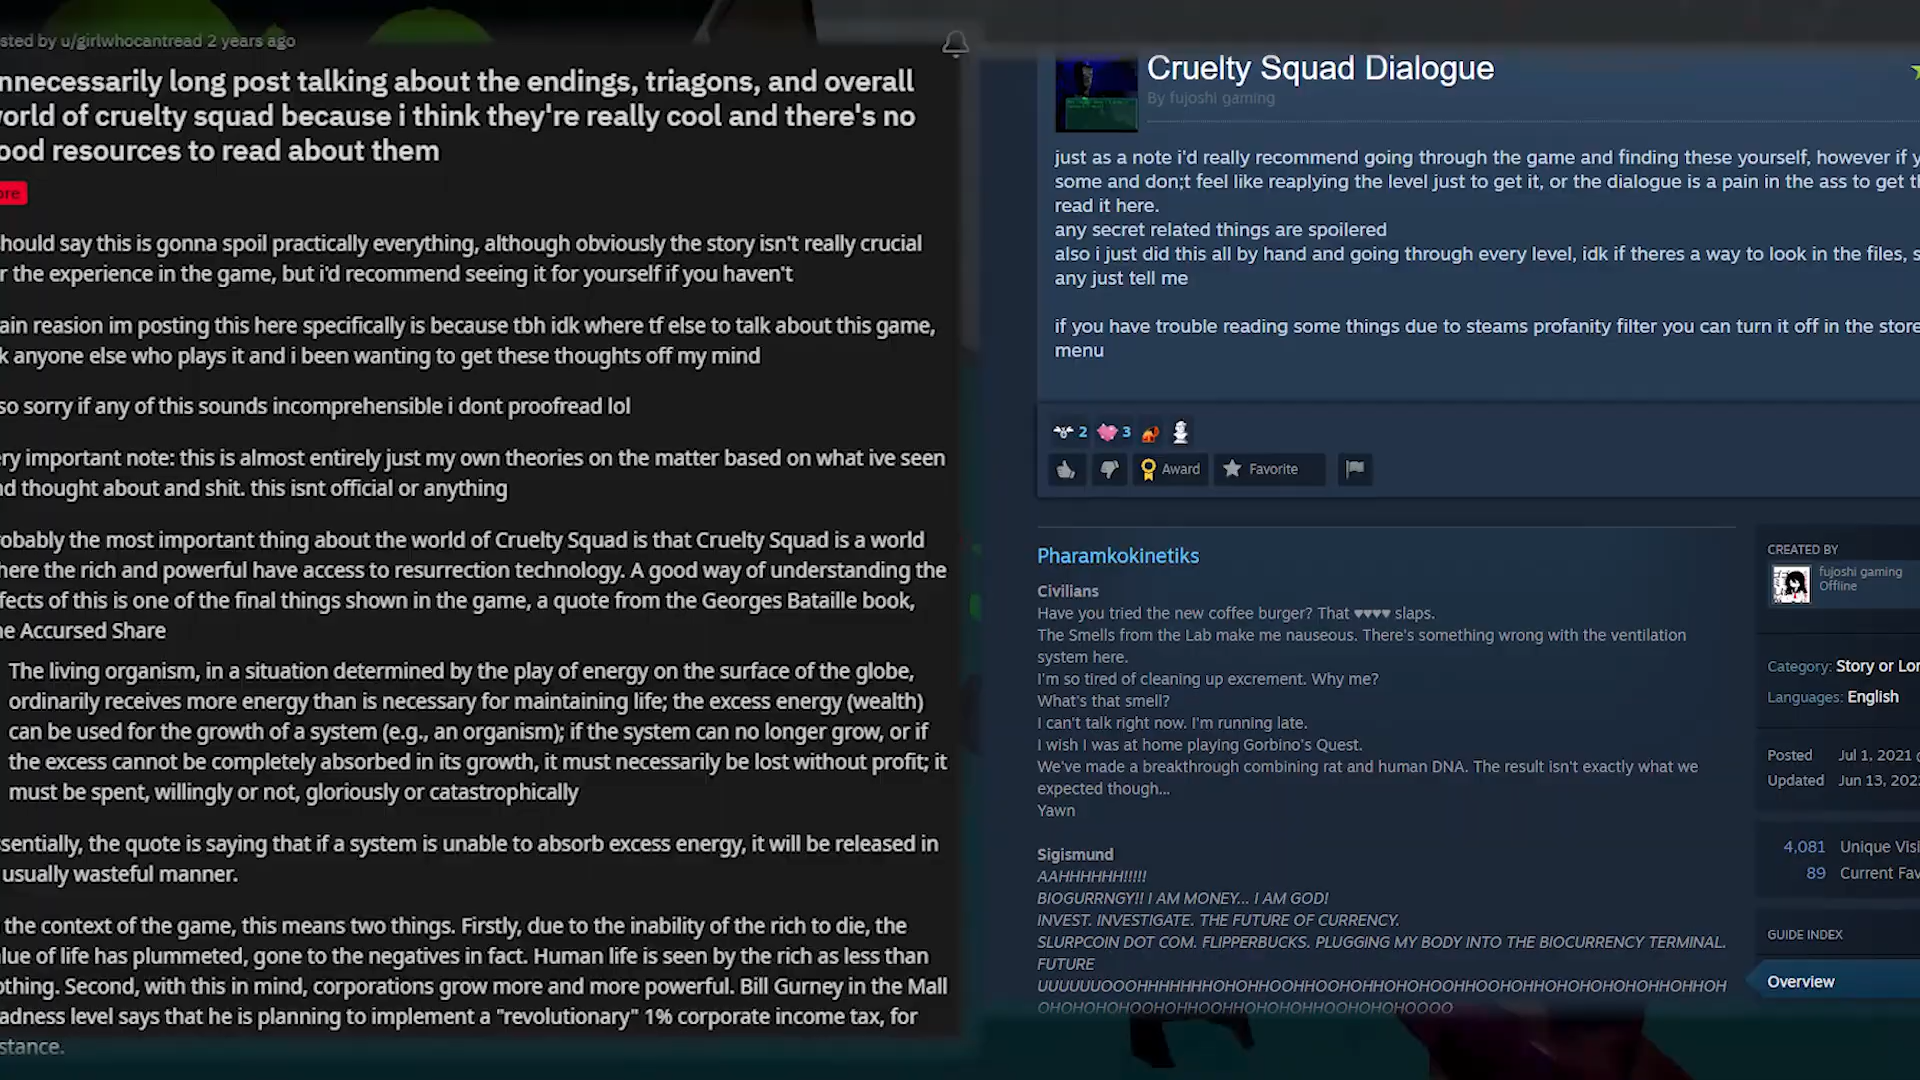 sted by u/girlwhocantread 2 years ago
nnecessarily long post talking about the endings, triagons, and overall
orld of cruelty squad because i think they're really cool and there's no
ood resources to read about them
ore
hould say this is gonna spoil practically everything, although obviously the story isn't really crucial
r the experience in the game, but i'd recommend seeing it for yourself if you haven't
ain reasion im posting this here specifically is because tbh idk where tf else to talk about this game,
k anyone else who plays it and i been wanting to get these thoughts off my mind
so sorry if any of this sounds incomprehensible i dont proofread lol
ery important note: this is almost entirely just my own theories on the matter based on what ive seen
nd thought about and shit. this isnt official or anything
robably the most important thing about the world of Cruelty Squad is that Cruelty Squad is a world
here the rich and powerful have access to resurrection technology. A good way of understanding the
ffects of this is one of the final things shown in the game, a quote from the Georges Bataille book,
he Accursed Share
The living organism, in a situation determined by the play of energy on the surface of the globe,
ordinarily receives more energy than is necessary for maintaining life; the excess energy (wealth)
can be used for the growth of a system (e.g., an organism); if the system can no longer grow, or if
the excess cannot be completely absorbed in its growth, it must necessarily be lost without profit; it
must be spent, willingly or not, gloriously or catastrophically
ssentially, the quote is saying that if a system is unable to absorb excess energy, it will be released in
usually wasteful manner.
the context of the game, this means two things. Firstly, due to the inability of the rich to die, the
lue of life has plummeted, gone to the negatives in fact. Human life is seen by the rich as less than
othing. Second, with this in mind, corporations grow more and more powerful. Bill Gurney in the Mall
adness level says that he is planning to implement a "revolutionary" 1% corporate income tax, for
stance.
Cruelty Squad Dialogue
By fujoshi gaming
just as a note i'd really recommend going through the game and finding these yourself, however if y
some and don;t feel like reaplying the level just to get it, or the dialogue is a pain in the ass to get th
read it here.
any secret related things are spoilered
also i just did this all by hand and going through every level, idk if theres a way to look in the files, s
any just tell me
if you have trouble reading some things due to steams profanity filter you can turn it off in the store
menu
2 3
Award Favorite
Pharamkokinetiks
Civilians
Have you tried the new coffee burger? That ♥♥♥♥ slaps.
The Smells from the Lab make me nauseous. There's something wrong with the ventilation
system here.
I'm so tired of cleaning up excrement. Why me?
What's that smell?
I can't talk right now. I'm running late.
I wish I was at home playing Gorbino's Quest.
We've made a breakthrough combining rat and human DNA. The result isn't exactly what we
expected though...
Yawn
Sigismund
AAHHHHHH!!!!!
BIOGURRNGY!! I AM MONEY... I AM GOD!
INVEST. INVESTIGATE. THE FUTURE OF CURRENCY.
SLURPCOIN DOT COM. FLIPPERBUCKS. PLUGGING MY BODY INTO THE BIOCURRENCY TERMINAL.
FUTURE
UUUUUUOOOHHHHHHHOHOHHOOHHOOHOHHOHOHOOHHOOHOHHOHOHOHOHOHHOHHOH
OHOHOHOHOOHHOOHHOHOHHOOHOHOHOOOO
CREATED BY
fujoshi gaming
Offline
Category: Story or Lor
Languages: English
Posted Jul 1, 2021 @
Updated Jun 13, 202
4,081 Unique Visi
89 Current Fav
GUIDE INDEX
Overview